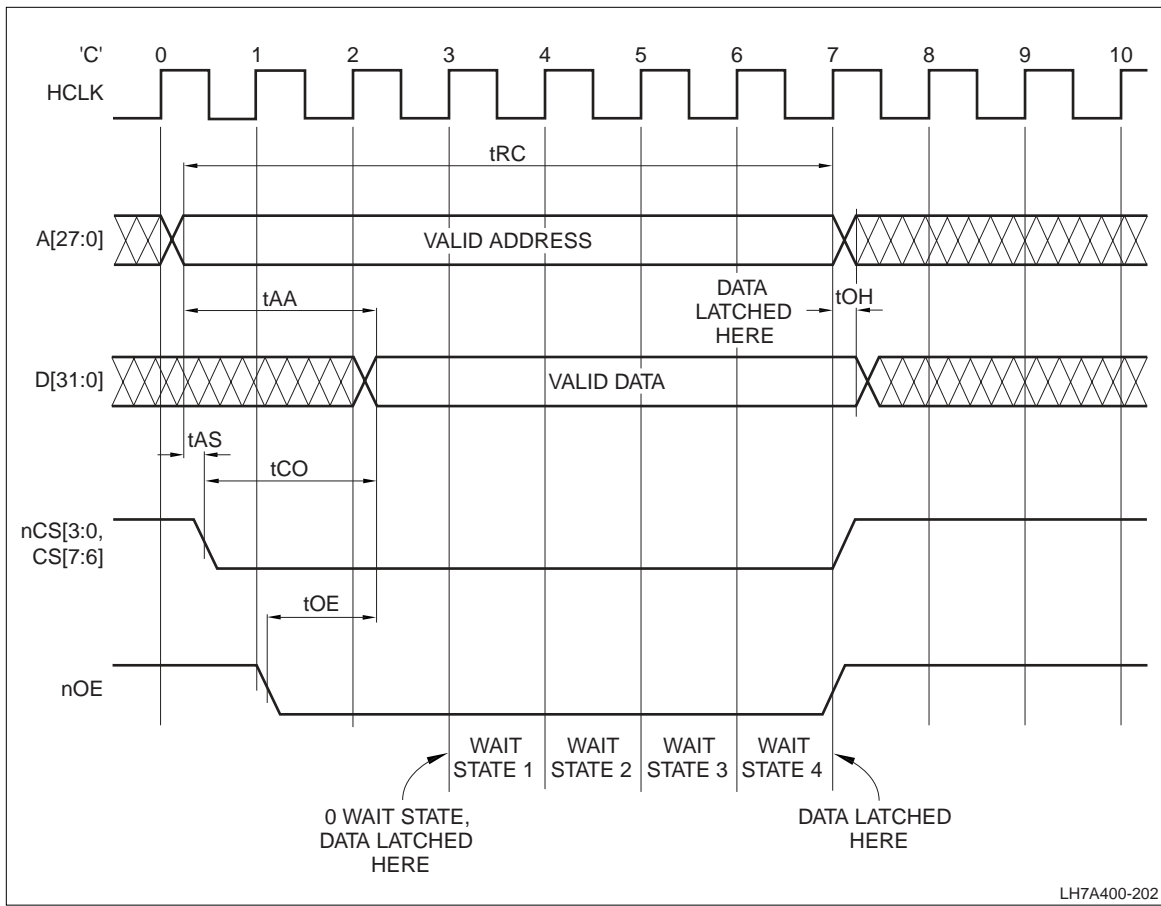 'C' 0 1 2 3 4 5 6 7 8 9 10
HCLK
tRC
A[27:0]
VALID ADDRESS
tAA
DATA
LATCHED
HERE
tOH
D[31:0]
VALID DATA
tAS
tCO
nCS[3:0,
CS[7:6]
tOE
nOE
WAIT
STATE 1
WAIT
STATE 2
WAIT
STATE 3
WAIT
STATE 4
0 WAIT STATE,
DATA LATCHED
HERE
DATA LATCHED
HERE
LH7A400-202